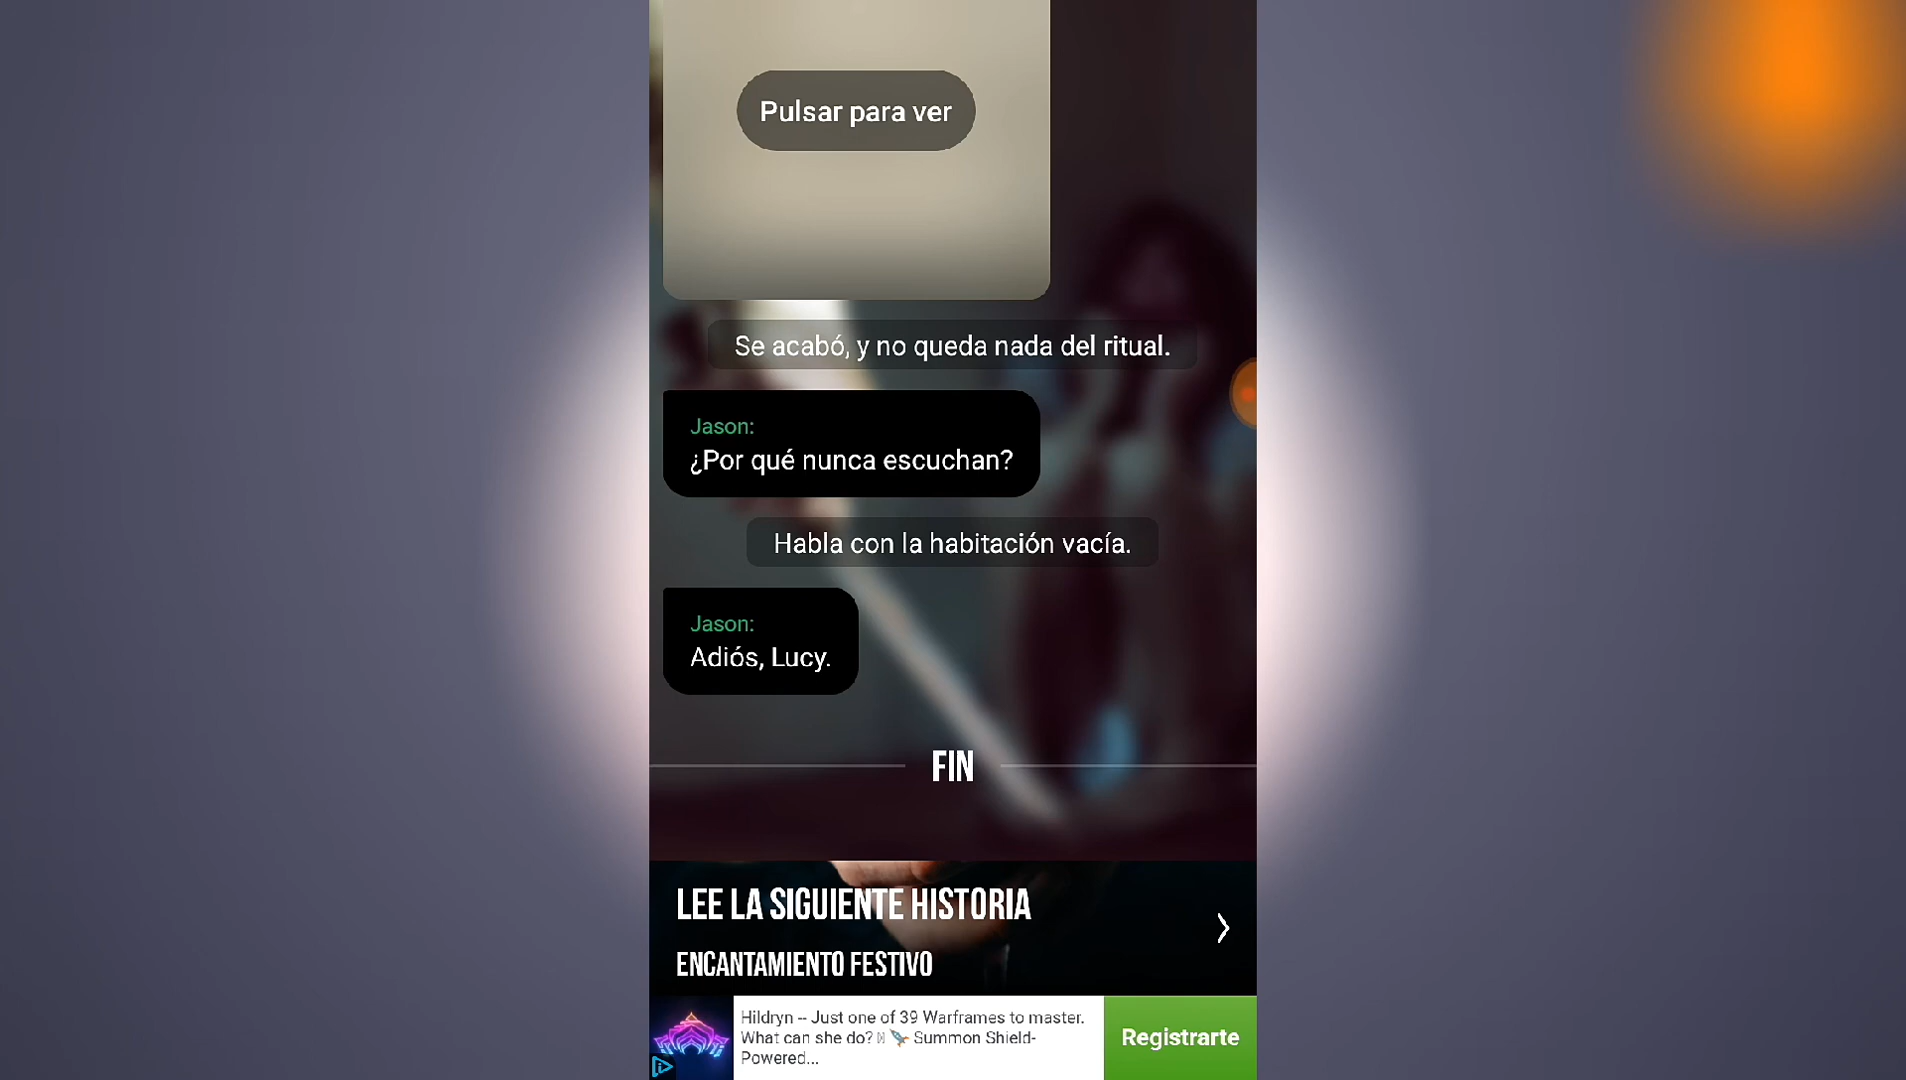 Pulsar para ver
Se acabó, y no queda nada del ritual.
Jason:
¿Por qué nunca escuchan?
Habla con la habitación vacía.
Jason:
Adiós, Lucy.
FIN
LEE LA SIGUIENTE HISTORIA
ENCANTAMIENTO FESTIVO
Hildryn -- Just one of 39 Warframes to master.
What can she do? 🚀 Summon Shield-
Powered...
Registrarte